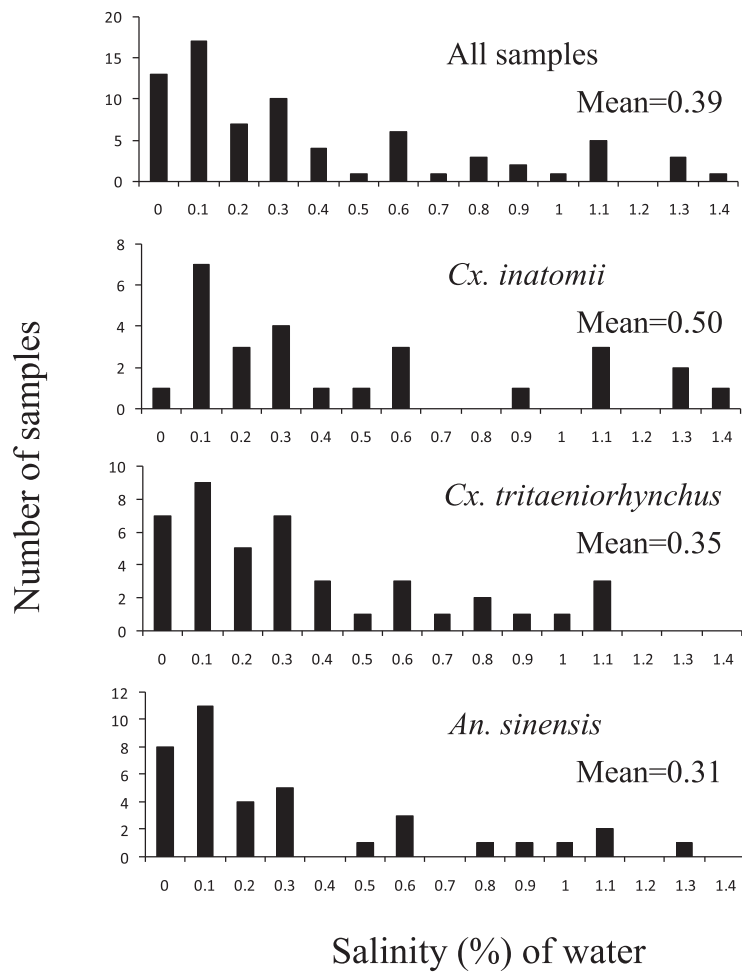 20
15
10
5
0
All samples
Mean=0.39
0 0.1 0.2 0.3 0.4 0.5 0.6 0.7 0.8 0.9 1 1.1 1.2 1.3 1.4
8
6
4
2
0
Cx. inatomii
Mean=0.50
0 0.1 0.2 0.3 0.4 0.5 0.6 0.7 0.8 0.9 1 1.1 1.2 1.3 1.4
10
8
6
4
2
0
Cx. tritaeniorhynchus
Mean=0.35
0 0.1 0.2 0.3 0.4 0.5 0.6 0.7 0.8 0.9 1 1.1 1.2 1.3 1.4
12
10
8
6
4
2
0
An. sinensis
Mean=0.31
0 0.1 0.2 0.3 0.4 0.5 0.6 0.7 0.8 0.9 1 1.1 1.2 1.3 1.4
Number of samples
Salinity (%) of water